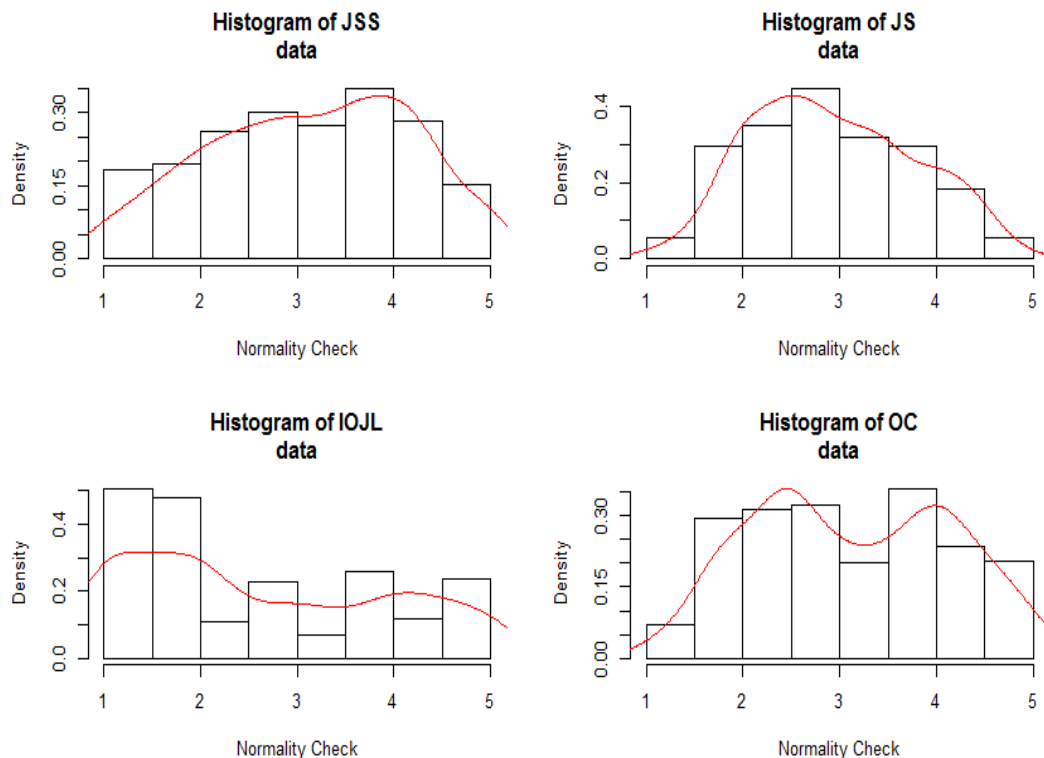 Histogram of JSS
data
Density
0.00 0.15 0.30
1 2 3 4 5
Normality Check
Histogram of JS
data
Density
0.0 0.2 0.4
1 2 3 4 5
Normality Check
Histogram of IOJL
data
Density
0.0 0.2 0.4
1 2 3 4 5
Normality Check
Histogram of OC
data
Density
0.00 0.15 0.30
1 2 3 4 5
Normality Check